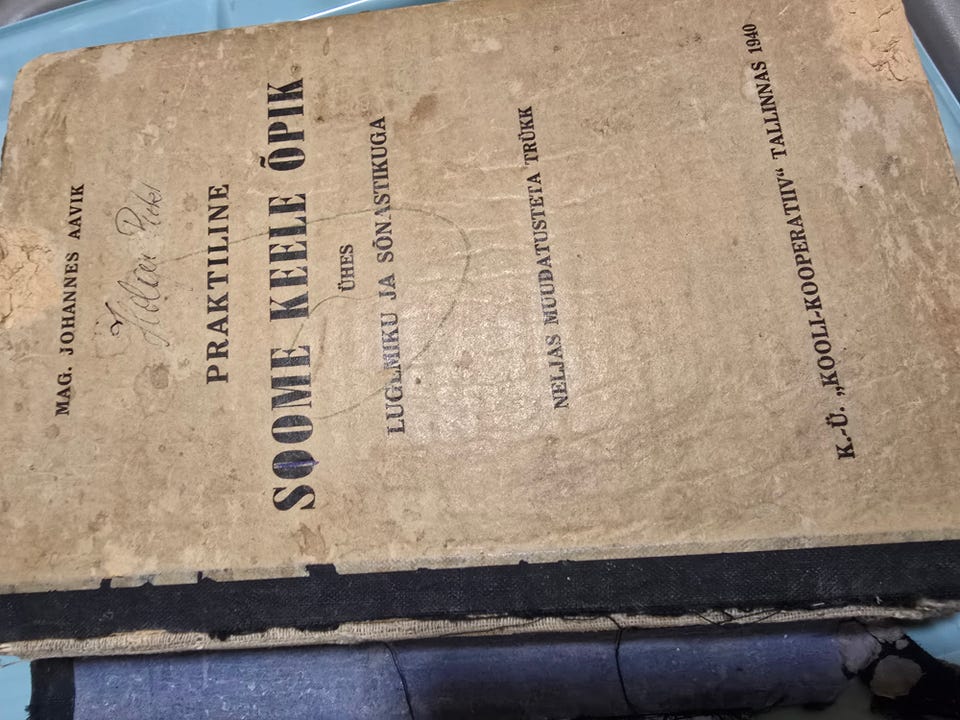 MAG. JOHANNES AAVIK
PRAKTILINE
SOOME KEELE ÕPIK
ÜHES
LUGEMIKU JA SÕNASTIKUGA
NELJAS MUUDATUSTETA TRÜKK
K.-Ü. „KOOLI-KOOPERATIIV“ TALLINNAS 1940